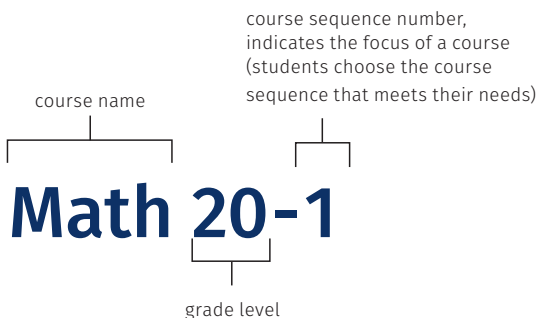 course sequence number,
indicates the focus of a course
(students choose the course
sequence that meets their needs)
course name
Math 20-1
grade level